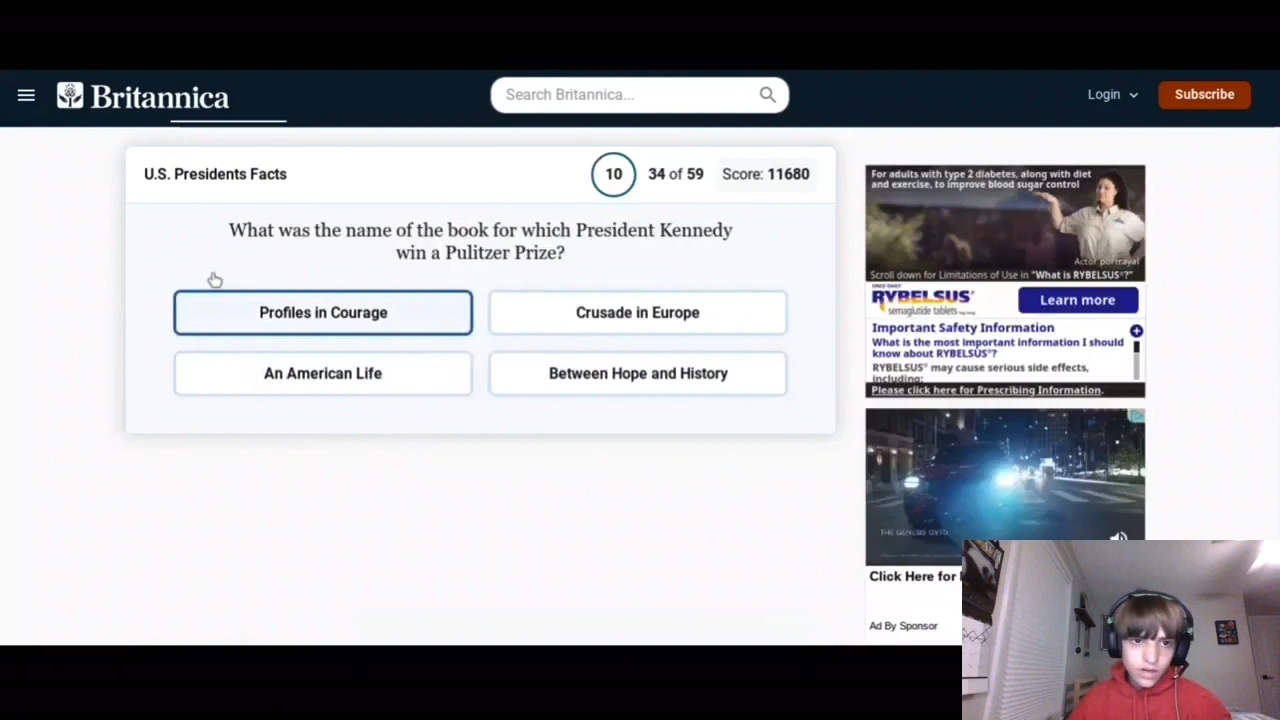 Britannica
Search Britannica...
Login
Subscribe
U.S. Presidents Facts
10
34 of 59
Score: 11680
What was the name of the book for which President Kennedy
win a Pulitzer Prize?
Profiles in Courage
Crusade in Europe
An American Life
Between Hope and History
For adults with type 2 diabetes, along with diet
and exercise, to improve blood sugar control
Actor portrayal
Scroll down for Limitations of Use in "What is RYBELSUS®?"
ONCE DAILY
RYBELSUS®
semaglutide tablets
Learn more
Important Safety Information
What is the most important information I should
know about RYBELSUS®?
RYBELSUS® may cause serious side effects,
including:
Please click here for Prescribing Information.
THE GENESIS GV70
Click Here for
Ad By Sponsor